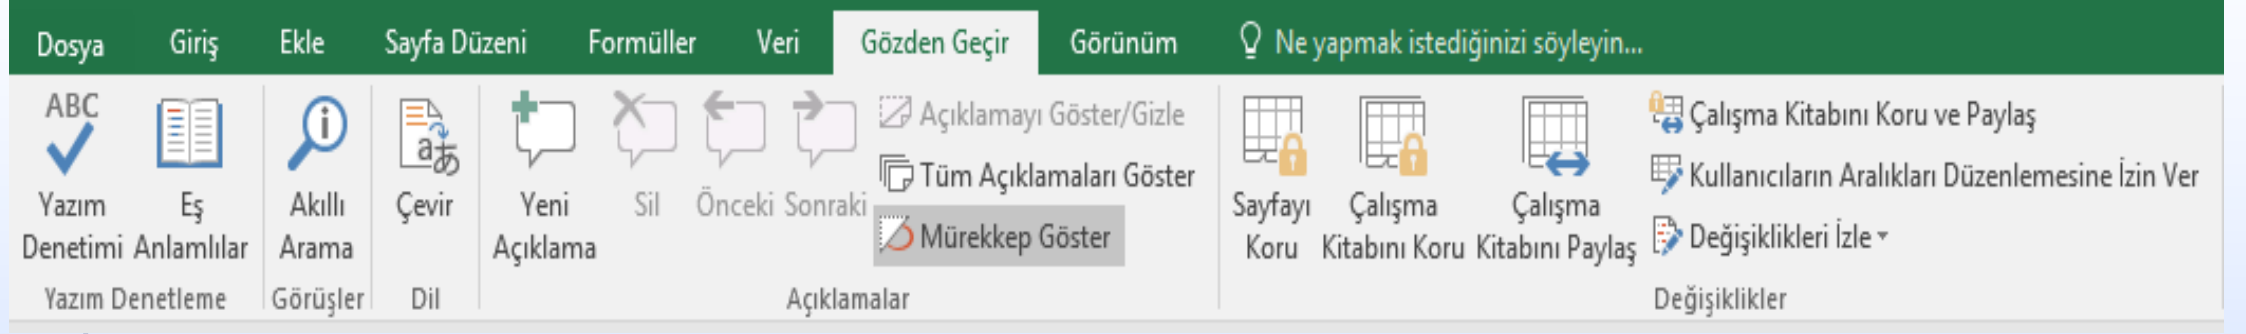 Dosya Giriş Ekle Sayfa Düzeni Formüller Veri Gözden Geçir Görünüm Ne yapmak istediğinizi söyleyin...
ABC
Yazım
Denetimi
Eş
Anlamlılar
Yazım Denetleme
Akıllı
Arama
Görüşler
Çevir
Dil
Yeni
Açıklama
Sil
Önceki
Sonraki
Açıklamayı Göster/Gizle
Tüm Açıklamaları Göster
Mürekkep Göster
Açıklamalar
Sayfayı
Koru
Çalışma
Kitabını Koru
Çalışma
Kitabını Paylaş
Çalışma Kitabını Koru ve Paylaş
Kullanıcıların Aralıkları Düzenlemesine İzin Ver
Değişiklikleri İzle
Değişiklikler